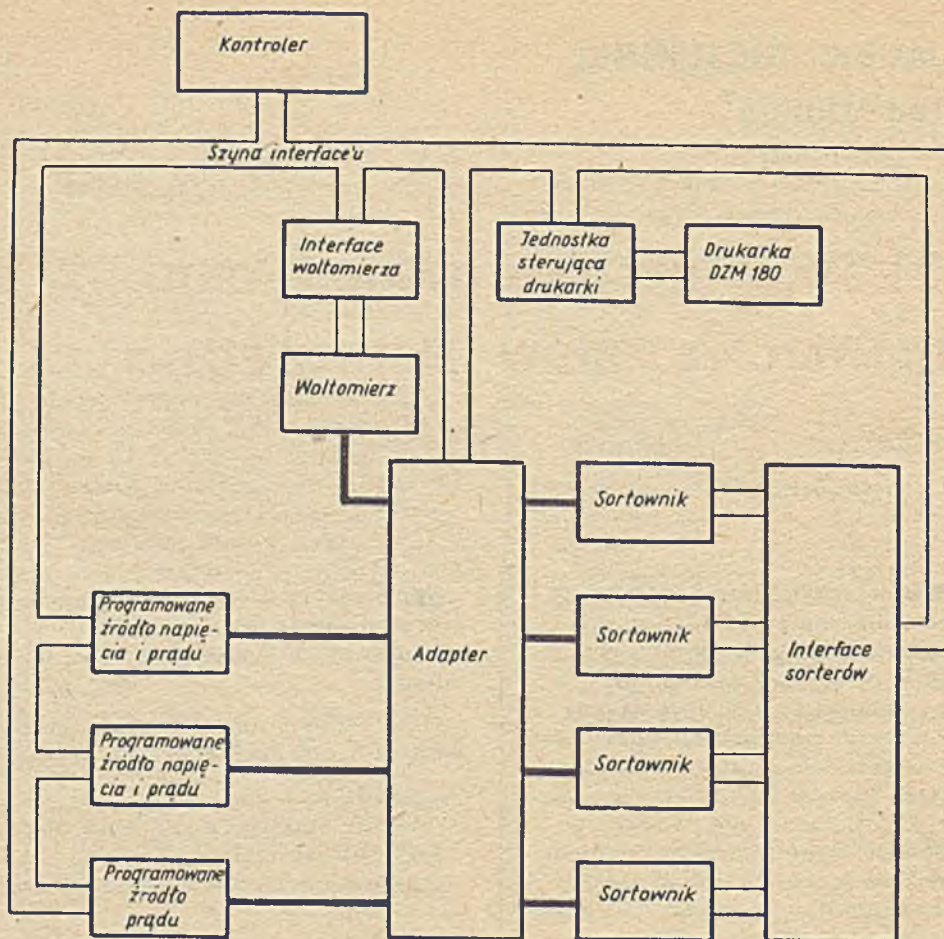 Kontroler
Szyna interface'u
Interface
woltomierza
Jednostka
sterująca
drukarki
Drukarka
DZM 180
Woltomierz
Sortownik
Programowane
źródło napię-
cia i prądu
Adapter
Sortownik
Interface
sorterów
Programowane
źródło napię-
cia i prądu
Sortownik
Programowane
źródło
prądu
Sortownik